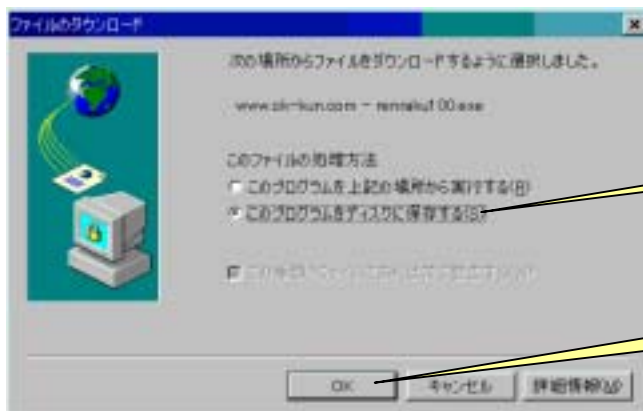 ファイルのダウンロード
次の場所からファイルをダウンロードするように選択しました。
www.ok-kun.com - renraku100.exe
このファイルの処理方法
このプログラムを上記の場所から実行する(R)
このプログラムをディスクに保存する(S)
OK
キャンセル
詳細情報(M)